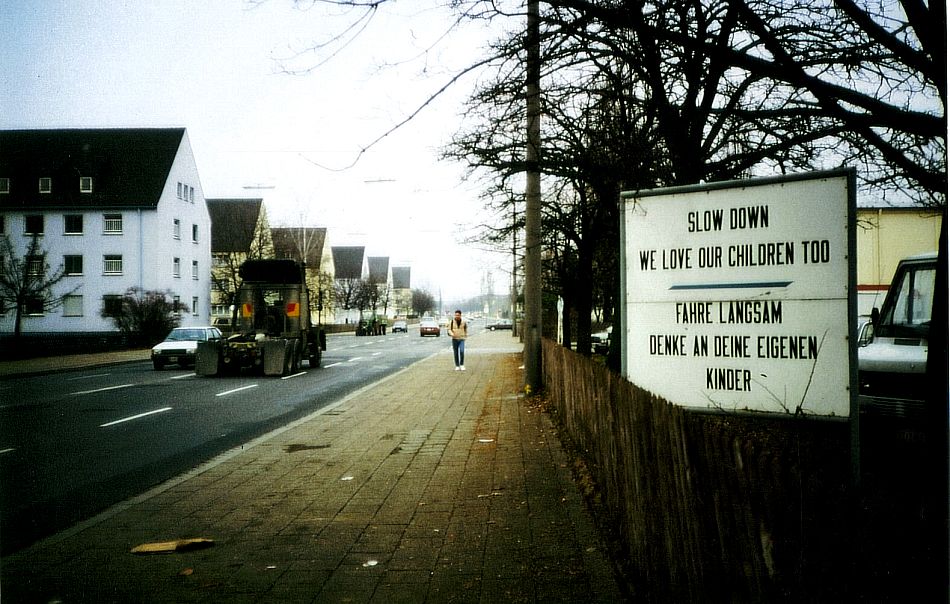 SLOW DOWN
WE LOVE OUR CHILDREN TOO
FAHRE LANGSAM
DENKE AN DEINE EIGENEN
KINDER